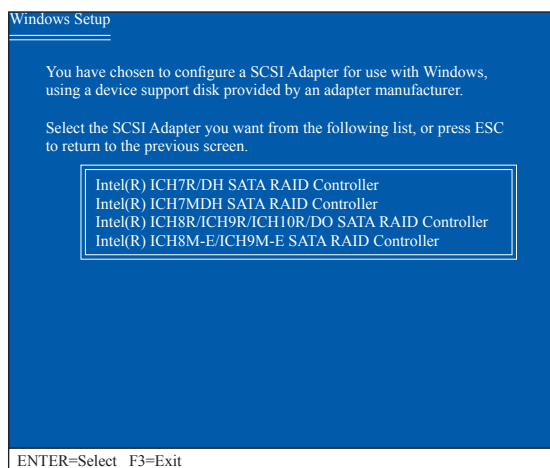 Windows Setup
You have chosen to configure a SCSI Adapter for use with Windows,
using a device support disk provided by an adapter manufacturer.
Select the SCSI Adapter you want from the following list, or press ESC
to return to the previous screen.
Intel(R) ICH7R/DH SATA RAID Controller
Intel(R) ICH7MDH SATA RAID Controller
Intel(R) ICH8R/ICH9R/ICH10R/DO SATA RAID Controller
Intel(R) ICH8M-E/ICH9M-E SATA RAID Controller
ENTER=Select F3=Exit